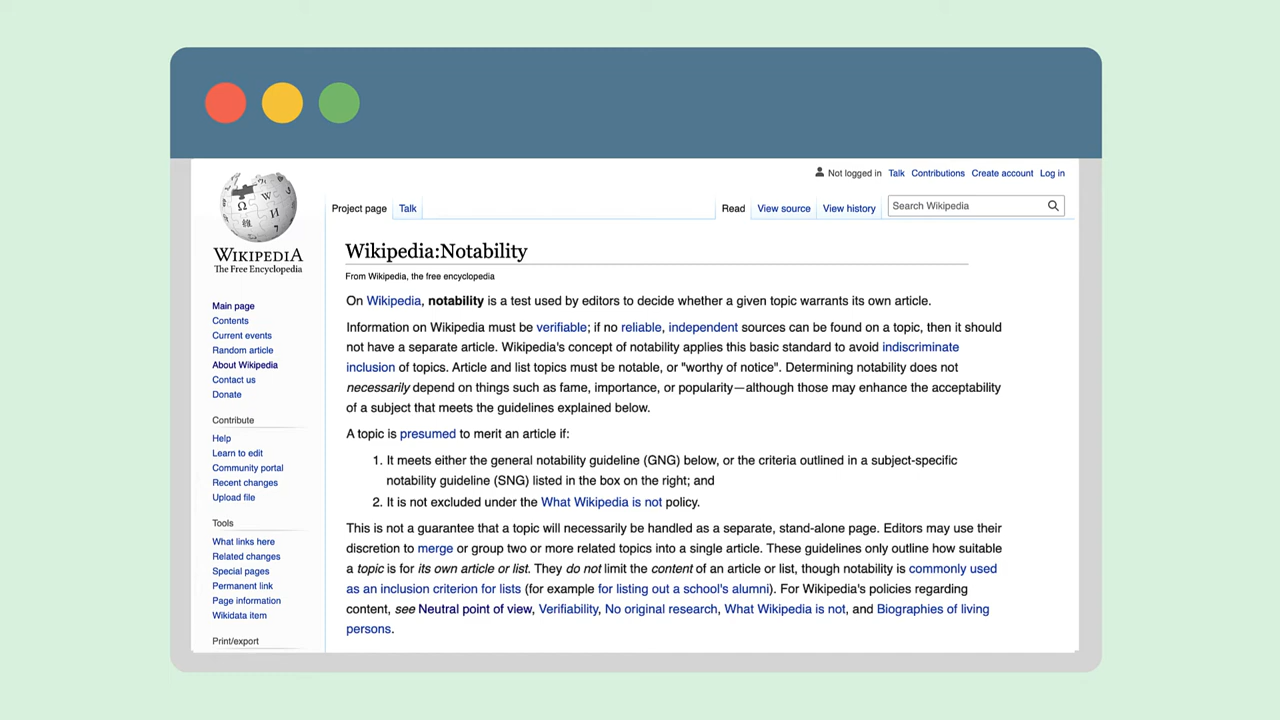 Not logged in Talk Contributions Create account Log in
Project page Talk Read View source View history Search Wikipedia
WIKIPEDIA
The Free Encyclopedia
Main page
Contents
Current events
Random article
About Wikipedia
Contact us
Donate
Contribute
Help
Learn to edit
Community portal
Recent changes
Upload file
Tools
What links here
Related changes
Special pages
Permanent link
Page information
Wikidata item
Print/export
Wikipedia:Notability
From Wikipedia, the free encyclopedia
On Wikipedia, notability is a test used by editors to decide whether a given topic warrants its own article.
Information on Wikipedia must be verifiable; if no reliable, independent sources can be found on a topic, then it should
not have a separate article. Wikipedia's concept of notability applies this basic standard to avoid indiscriminate
inclusion of topics. Article and list topics must be notable, or "worthy of notice". Determining notability does not
necessarily depend on things such as fame, importance, or popularity—although those may enhance the acceptability
of a subject that meets the guidelines explained below.
A topic is presumed to merit an article if:
1. It meets either the general notability guideline (GNG) below, or the criteria outlined in a subject-specific
notability guideline (SNG) listed in the box on the right; and
2. It is not excluded under the What Wikipedia is not policy.
This is not a guarantee that a topic will necessarily be handled as a separate, stand-alone page. Editors may use their
discretion to merge or group two or more related topics into a single article. These guidelines only outline how suitable
a topic is for its own article or list. They do not limit the content of an article or list, though notability is commonly used
as an inclusion criterion for lists (for example for listing out a school's alumni). For Wikipedia's policies regarding
content, see Neutral point of view, Verifiability, No original research, What Wikipedia is not, and Biographies of living
persons.